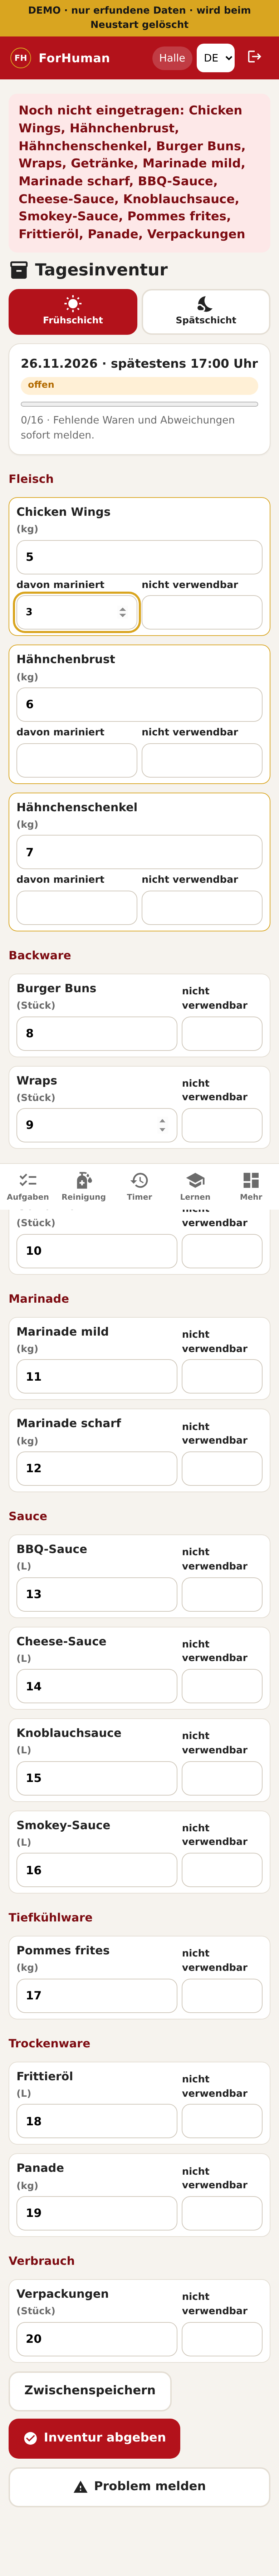 DEMO · nur erfundene Daten · wird beim
Neustart gelöscht
FH ForHuman Halle DE
Noch nicht eingetragen: Chicken
Wings, Hähnchenbrust,
Hähnchenschenkel, Burger Buns,
Wraps, Getränke, Marinade mild,
Marinade scharf, BBQ-Sauce,
Cheese-Sauce, Knoblauchsauce,
Smokey-Sauce, Pommes frites,
Frittieröl, Panade, Verpackungen
Tagesinventur
Frühschicht Spätschicht
26.11.2026 · spätestens 17:00 Uhr
offen
0/16 · Fehlende Waren und Abweichungen
sofort melden.
Fleisch
Chicken Wings
(kg)
5
davon mariniert nicht verwendbar
3
Hähnchenbrust
(kg)
6
davon mariniert nicht verwendbar
Hähnchenschenkel
(kg)
7
davon mariniert nicht verwendbar
Backware
Burger Buns
(Stück)
nicht
verwendbar
8
Wraps
(Stück)
nicht
verwendbar
9
Aufgaben Reinigung Timer Lernen Mehr
(Stück)
verwendbar
10
Marinade
Marinade mild
(kg)
nicht
verwendbar
11
Marinade scharf
(kg)
nicht
verwendbar
12
Sauce
BBQ-Sauce
(L)
nicht
verwendbar
13
Cheese-Sauce
(L)
nicht
verwendbar
14
Knoblauchsauce
(L)
nicht
verwendbar
15
Smokey-Sauce
(L)
nicht
verwendbar
16
Tiefkühlware
Pommes frites
(kg)
nicht
verwendbar
17
Trockenware
Frittieröl
(L)
nicht
verwendbar
18
Panade
(kg)
nicht
verwendbar
19
Verbrauch
Verpackungen
(Stück)
nicht
verwendbar
20
Zwischenspeichern
Inventur abgeben
Problem melden